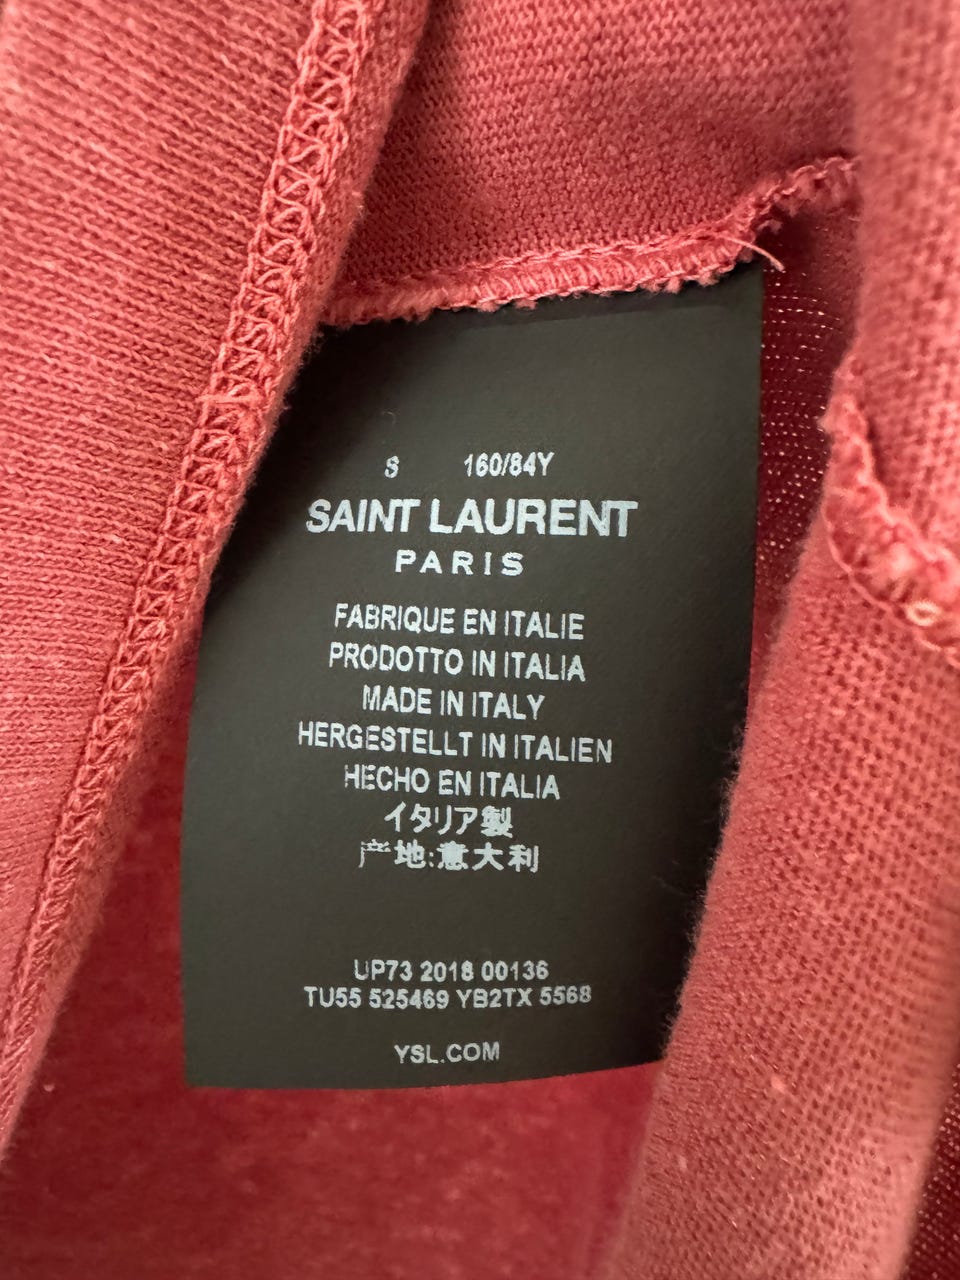 S 160/84Y
SAINT LAURENT
PARIS
FABRIQUE EN ITALIE
PRODOTTO IN ITALIA
MADE IN ITALY
HERGESTELLT IN ITALIEN
HECHO EN ITALIA
イタリア製
产地:意大利
UP73 2018 00136
TU55 525469 YB2TX 5568
YSL.COM